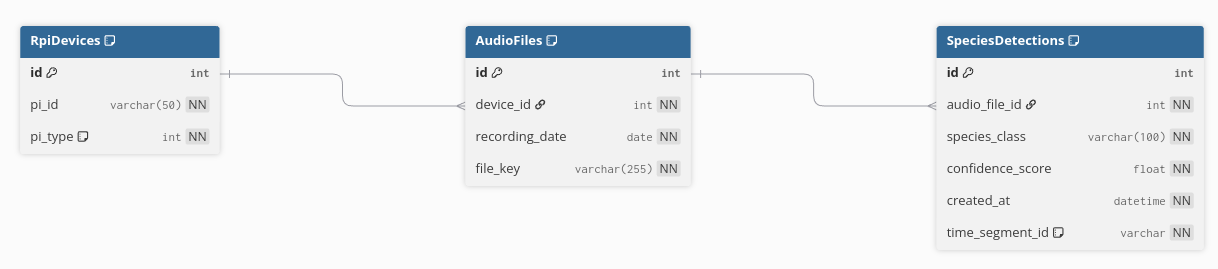 RpiDevices
id int
pi_id varchar(50) NN
pi_type int NN
AudioFiles
id int
device_id int NN
recording_date date NN
file_key varchar(255) NN
SpeciesDetections
id int
audio_file_id int NN
species_class varchar(100) NN
confidence_score float NN
created_at datetime NN
time_segment_id varchar NN